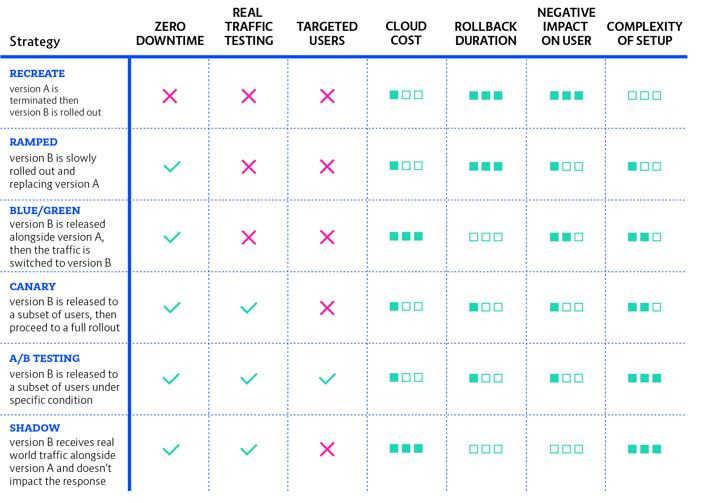 Strategy
ZERO
DOWNTIME
REAL
TRAFFIC
TESTING
TARGETED
USERS
CLOUD
COST
ROLLBACK
DURATION
NEGATIVE
IMPACT
ON USER
COMPLEXITY
OF SETUP
RECREATE
version A is
terminated then
version B is rolled out
RAMPED
version B is slowly
rolled out and
replacing version A
BLUE/GREEN
version B is released
alongside version A,
then the traffic is
switched to version B
CANARY
version B is released to
a subset of users, then
proceed to a full rollout
A/B TESTING
version B is released to
a subset of users under
specific condition
SHADOW
version B receives real
world traffic alongside
version A and doesn't
impact the response